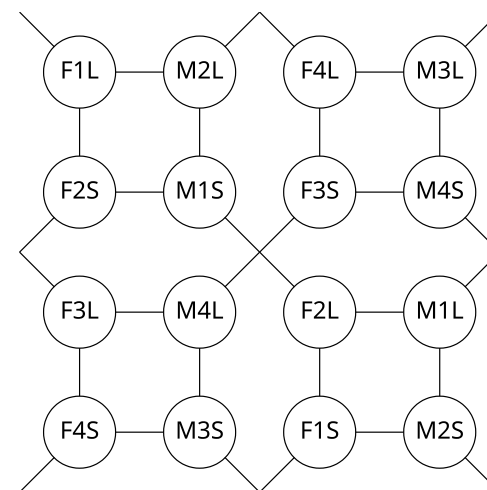 F1L M2L F4L M3L
F2S M1S F3S M4S
F3L M4L F2L M1L
F4S M3S F1S M2S